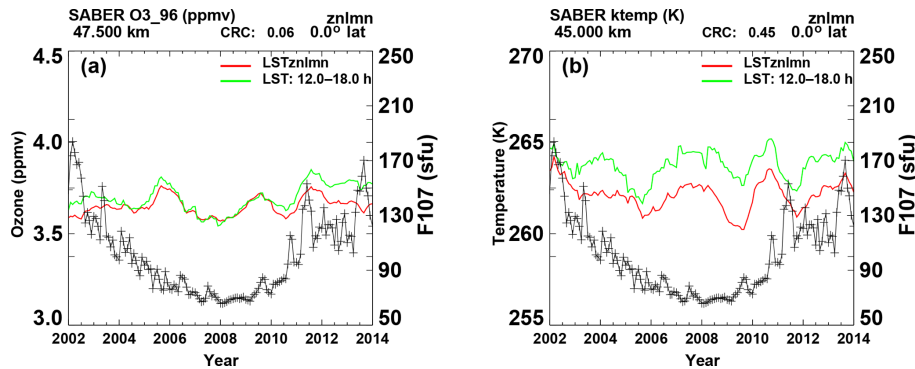 SABER O3_96 (ppmv) znlmn
47.500 km CRC: 0.06 0.0º lat
(a)
LSTznlmn
LST: 12.0–18.0 h
4.5
4.0
3.5
3.0
Ozone (ppmv)
250
210
170
130
90
50
F107 (sfu)
2002 2004 2006 2008 2010 2012 2014
Year
SABER ktemp (K) znlmn
45.000 km CRC: 0.45 0.0º lat
(b)
LSTznlmn
LST: 12.0–18.0 h
270
265
260
255
Temperature (K)
250
210
170
130
90
50
F107 (sfu)
2002 2004 2006 2008 2010 2012 2014
Year